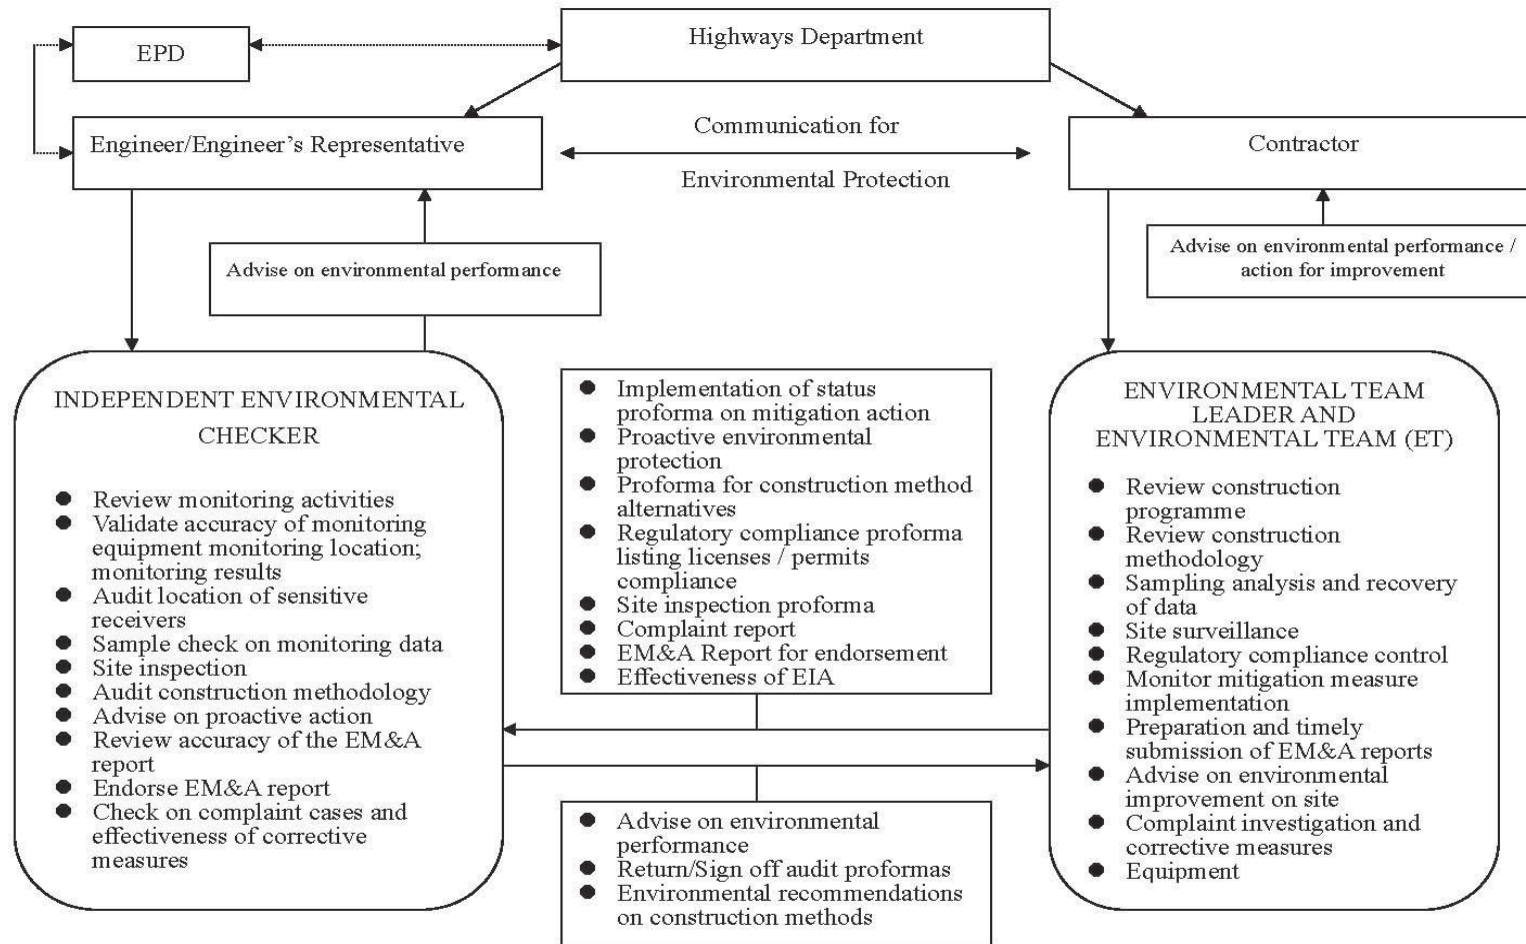 Highways Department
EPD
Engineer/Engineer’s Representative
Communication for
Environmental Protection
Contractor
Advise on environmental performance
Advise on environmental performance /
action for improvement
INDEPENDENT ENVIRONMENTAL
CHECKER
● Review monitoring activities
● Validate accuracy of monitoring
equipment monitoring location;
monitoring results
● Audit location of sensitive
receivers
● Sample check on monitoring data
● Site inspection
● Audit construction methodology
● Advise on proactive action
● Review accuracy of the EM&A
report
● Endorse EM&A report
● Check on complaint cases and
effectiveness of corrective
measures
● Implementation of status
proforma on mitigation action
● Proactive environmental
protection
● Proforma for construction method
alternatives
● Regulatory compliance proforma
listing licenses / permits
compliance
● Site inspection proforma
● Complaint report
● EM&A Report for endorsement
● Effectiveness of EIA
● Advise on environmental
performance
● Return/Sign off audit proformas
● Environmental recommendations
on construction methods
ENVIRONMENTAL TEAM
LEADER AND
ENVIRONMENTAL TEAM (ET)
● Review construction
programme
● Review construction
methodology
● Sampling analysis and recovery
of data
● Site surveillance
● Regulatory compliance control
● Monitor mitigation measure
implementation
● Preparation and timely
submission of EM&A reports
● Advise on environmental
improvement on site
● Complaint investigation and
corrective measures
● Equipment